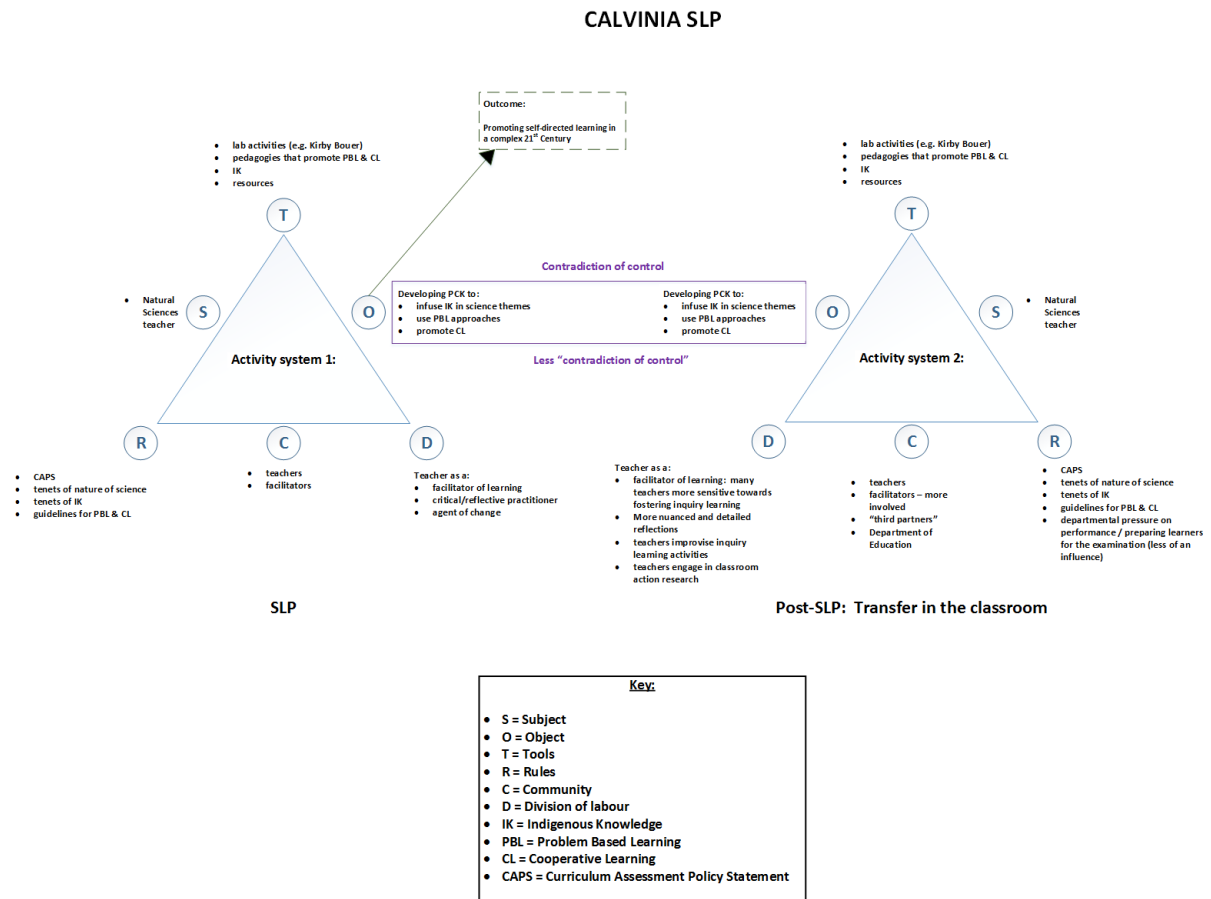 CALVINIA SLP
Outcome:
Promoting self-directed learning in
a complex 21st Century
• lab activities (e.g. Kirby Bouer)
• pedagogies that promote PBL & CL
• IK
• resources
T
• Natural
Sciences
teacher
S
O
Activity system 1:
R
C
D
• CAPS
• tenets of nature of science
• tenets of IK
• guidelines for PBL & CL
• teachers
• facilitators
Teacher as a:
• facilitator of learning
• critical/reflective practitioner
• agent of change
SLP
Contradiction of control
Developing PCK to:
• infuse IK in science themes
• use PBL approaches
• promote CL
Developing PCK to:
• infuse IK in science themes
• use PBL approaches
• promote CL
Less “contradiction of control”
• lab activities (e.g. Kirby Bouer)
• pedagogies that promote PBL & CL
• IK
• resources
T
O
S
• Natural
Sciences
teacher
Activity system 2:
D
C
R
Teacher as a:
• facilitator of learning: many
teachers more sensitive towards
fostering inquiry learning
• More nuanced and detailed
reflections
• teachers improvise inquiry
learning activities
• teachers engage in classroom
action research
• teachers
• facilitators – more
involved
• “third partners”
• Department of
Education
• CAPS
• tenets of nature of science
• tenets of IK
• guidelines for PBL & CL
• departmental pressure on
performance / preparing learners
for the examination (less of an
influence)
Post-SLP: Transfer in the classroom
Key:
• S = Subject
• O = Object
• T = Tools
• R = Rules
• C = Community
• D = Division of labour
• IK = Indigenous Knowledge
• PBL = Problem Based Learning
• CL = Cooperative Learning
• CAPS = Curriculum Assessment Policy Statement